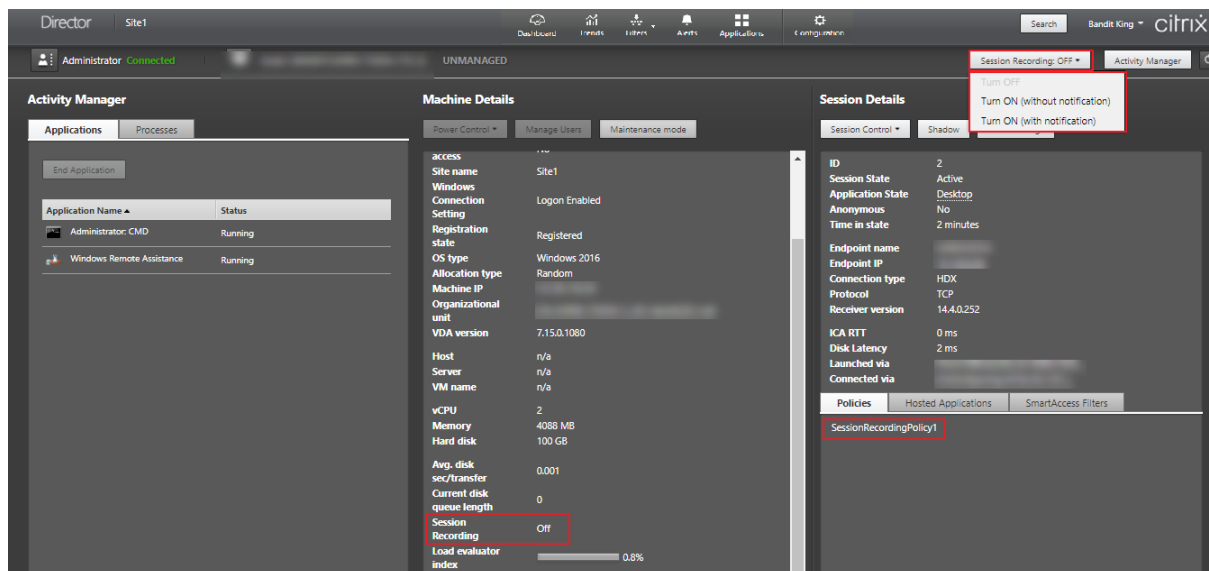 Director Site1
Dashboard Trends Filters Alerts Applications Configuration
Search Bandit King citrix
Administrator Connected UNMANAGED
Session Recording: OFF Activity Manager
Turn OFF
Turn ON (without notification)
Turn ON (with notification)
Activity Manager
Applications Processes
End Application
Application Name Status
Administrator: CMD Running
Windows Remote Assistance Running
Machine Details
Power Control Manage Users Maintenance mode
access No
Site name Site1
Windows
Connection Logon Enabled
Setting
Registration
state Registered
OS type Windows 2016
Allocation type Random
Machine IP
Organizational
unit
VDA version 7.15.0.1080
Host n/a
Server n/a
VM name n/a
vCPU 2
Memory 4088 MB
Hard disk 100 GB
Avg. disk
sec/transfer 0.001
Current disk
queue length 0
Session
Recording Off
Load evaluator
index 0.8%
Session Details
Session Control Shadow
ID 2
Session State Active
Application State Desktop
Anonymous No
Time in state 2 minutes
Endpoint name
Endpoint IP
Connection type HDX
Protocol TCP
Receiver version 14.4.0.252
ICA RTT 0 ms
Disk Latency 2 ms
Launched via
Connected via
Policies Hosted Applications SmartAccess Filters
SessionRecordingPolicy1